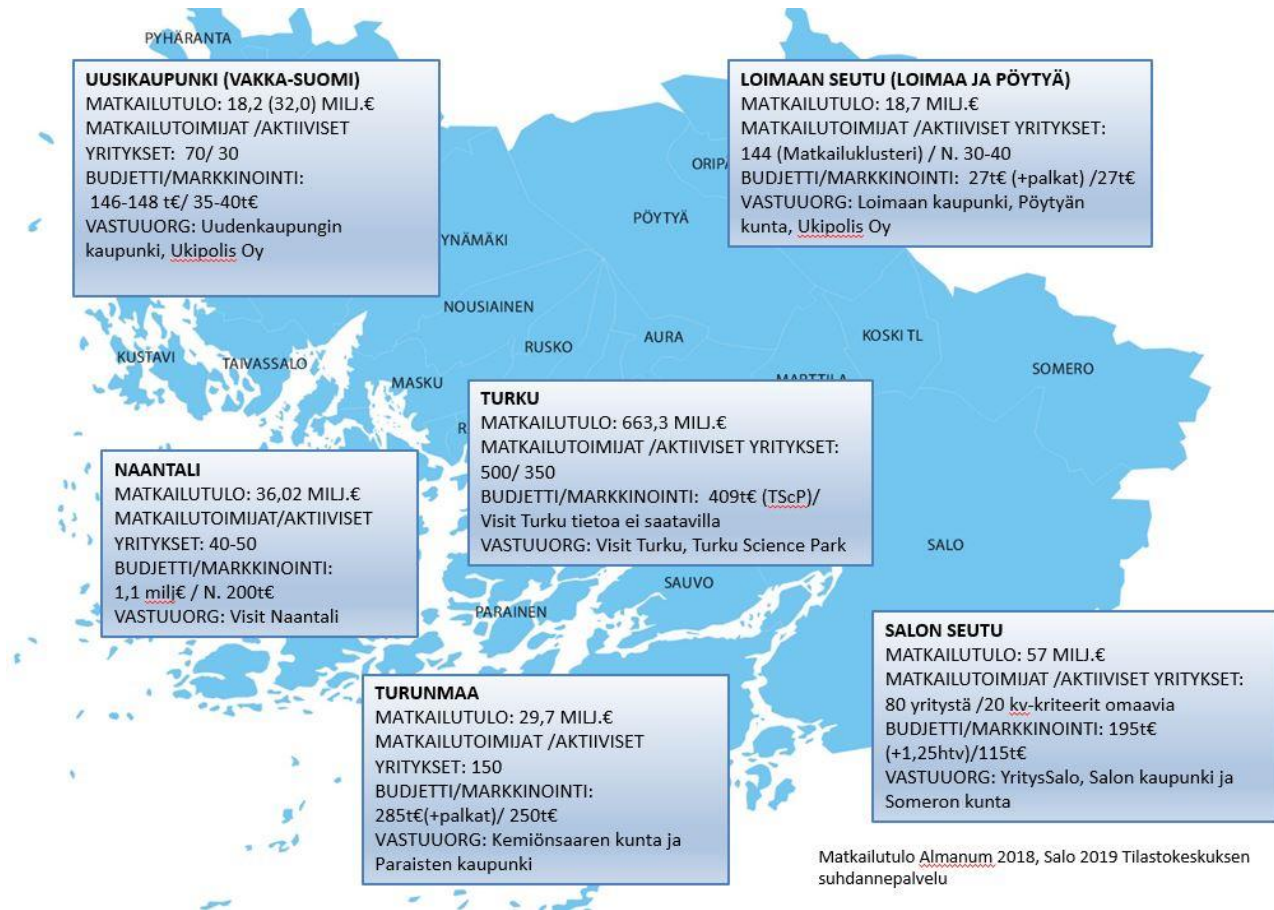 PYHÄRANTA
UUSIKAUPUNKI (VAKKA-SUOMI)
MATKAILUTULO: 18,2 (32,0) MILJ.€
MATKAILUTOIMIJAT /AKTIIVISET
YRITYKSET: 70/ 30
BUDJETTI/MARKKINOINTI:
146-148 t€/ 35-40t€
VASTUUORG: Uudenkaupungin
kaupunki, Ukipolis Oy
LOIMAAN SEUTU (LOIMAA JA PÖYTYÄ)
MATKAILUTULO: 18,7 MILJ.€
MATKAILUTOIMIJAT /AKTIIVISET YRITYKSET:
144 (Matkailuklusteri) / N. 30-40
BUDJETTI/MARKKINOINTI: 27t€ (+palkat) /27t€
VASTUUORG: Loimaan kaupunki, Pöytyän
kunta, Ukipolis Oy
ORIPA
PÖYTYÄ
YNÄMÄKI
NOUSIAINEN
RUSKO
AURA
KOSKI TL
SOMERO
KUSTAVI
TAIVASSALO
MASKU
MARTTILA
R
TURKU
MATKAILUTULO: 663,3 MILJ.€
MATKAILUTOIMIJAT /AKTIIVISET YRITYKSET:
500/ 350
BUDJETTI/MARKKINOINTI: 409t€ (TScP)/
Visit Turku tietoa ei saatavilla
VASTUUORG: Visit Turku, Turku Science Park
NAANTALI
MATKAILUTULO: 36,02 MILJ.€
MATKAILUTOIMIJAT/AKTIIVISET
YRITYKSET: 40-50
BUDJETTI/MARKKINOINTI:
1,1 milj€ / N. 200t€
VASTUUORG: Visit Naantali
SALO
SAUVO
PARAINEN
TURUNMAA
MATKAILUTULO: 29,7 MILJ.€
MATKAILUTOIMIJAT /AKTIIVISET
YRITYKSET: 150
BUDJETTI/MARKKINOINTI:
285t€(+palkat)/ 250t€
VASTUUORG: Kemiönsaaren kunta ja
Paraisten kaupunki
SALON SEUTU
MATKAILUTULO: 57 MILJ.€
MATKAILUTOIMIJAT /AKTIIVISET YRITYKSET:
80 yritystä /20 kv-kriteerit omaavia
BUDJETTI/MARKKINOINTI: 195t€
(+1,25htv)/115t€
VASTUUORG: YritysSalo, Salon kaupunki ja
Someron kunta
Matkailutulo Almanum 2018, Salo 2019 Tilastokeskuksen
suhdannepalvelu